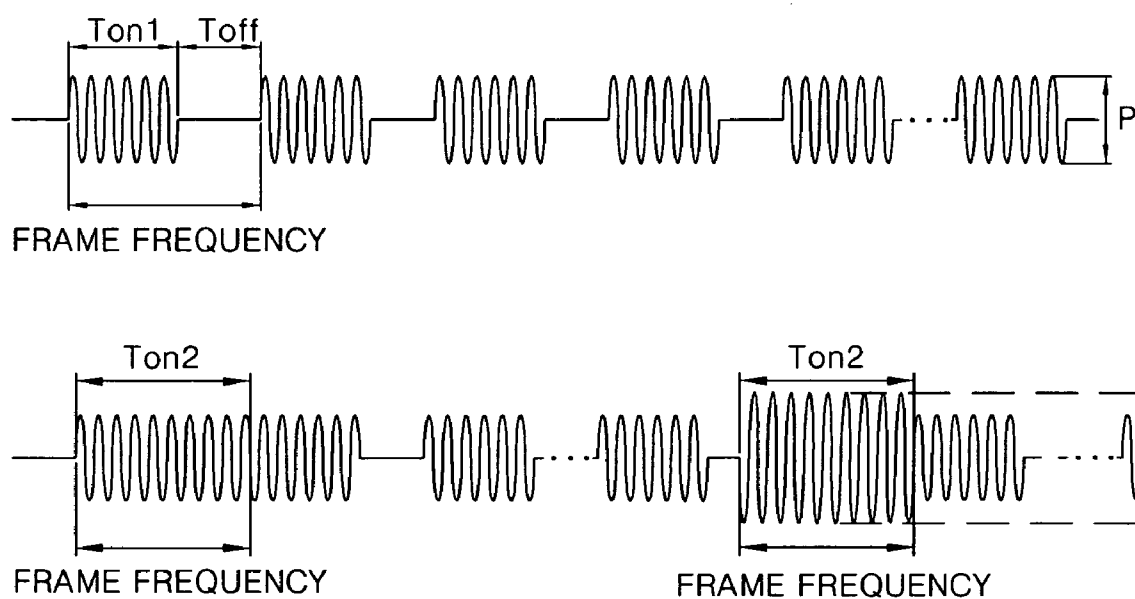 Ton1 Toff
P
FRAME FREQUENCY
Ton2 Ton2
FRAME FREQUENCY FRAME FREQUENCY